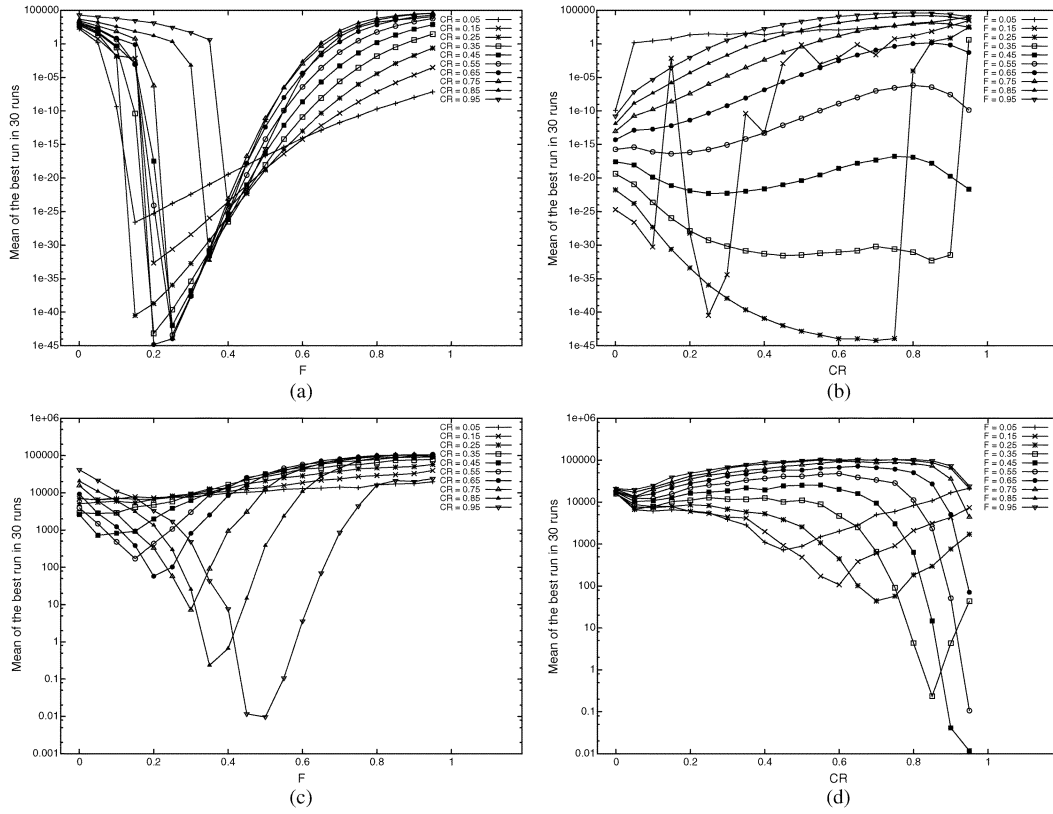 Mean of the best run in 30 runs
100000
1
1e-05
1e-10
1e-15
1e-20
1e-25
1e-30
1e-35
1e-40
1e-45
0
0.2
0.4
0.6
0.8
1
F
CR = 0.05
CR = 0.15
CR = 0.25
CR = 0.35
CR = 0.45
CR = 0.55
CR = 0.65
CR = 0.75
CR = 0.85
CR = 0.95
(a)
Mean of the best run in 30 runs
100000
1
1e-05
1e-10
1e-15
1e-20
1e-25
1e-30
1e-35
1e-40
1e-45
0
0.2
0.4
0.6
0.8
1
CR
F = 0.05
F = 0.15
F = 0.25
F = 0.35
F = 0.45
F = 0.55
F = 0.65
F = 0.75
F = 0.85
F = 0.95
(b)
Mean of the best run in 30 runs
1e+06
100000
10000
1000
100
10
1
0.1
0.01
0.001
0
0.2
0.4
0.6
0.8
1
F
CR = 0.05
CR = 0.15
CR = 0.25
CR = 0.35
CR = 0.45
CR = 0.55
CR = 0.65
CR = 0.75
CR = 0.85
CR = 0.95
(c)
Mean of the best run in 30 runs
1e+06
100000
10000
1000
100
10
1
0.1
0.01
0
0.2
0.4
0.6
0.8
1
CR
F = 0.05
F = 0.15
F = 0.25
F = 0.35
F = 0.45
F = 0.55
F = 0.65
F = 0.75
F = 0.85
F = 0.95
(d)